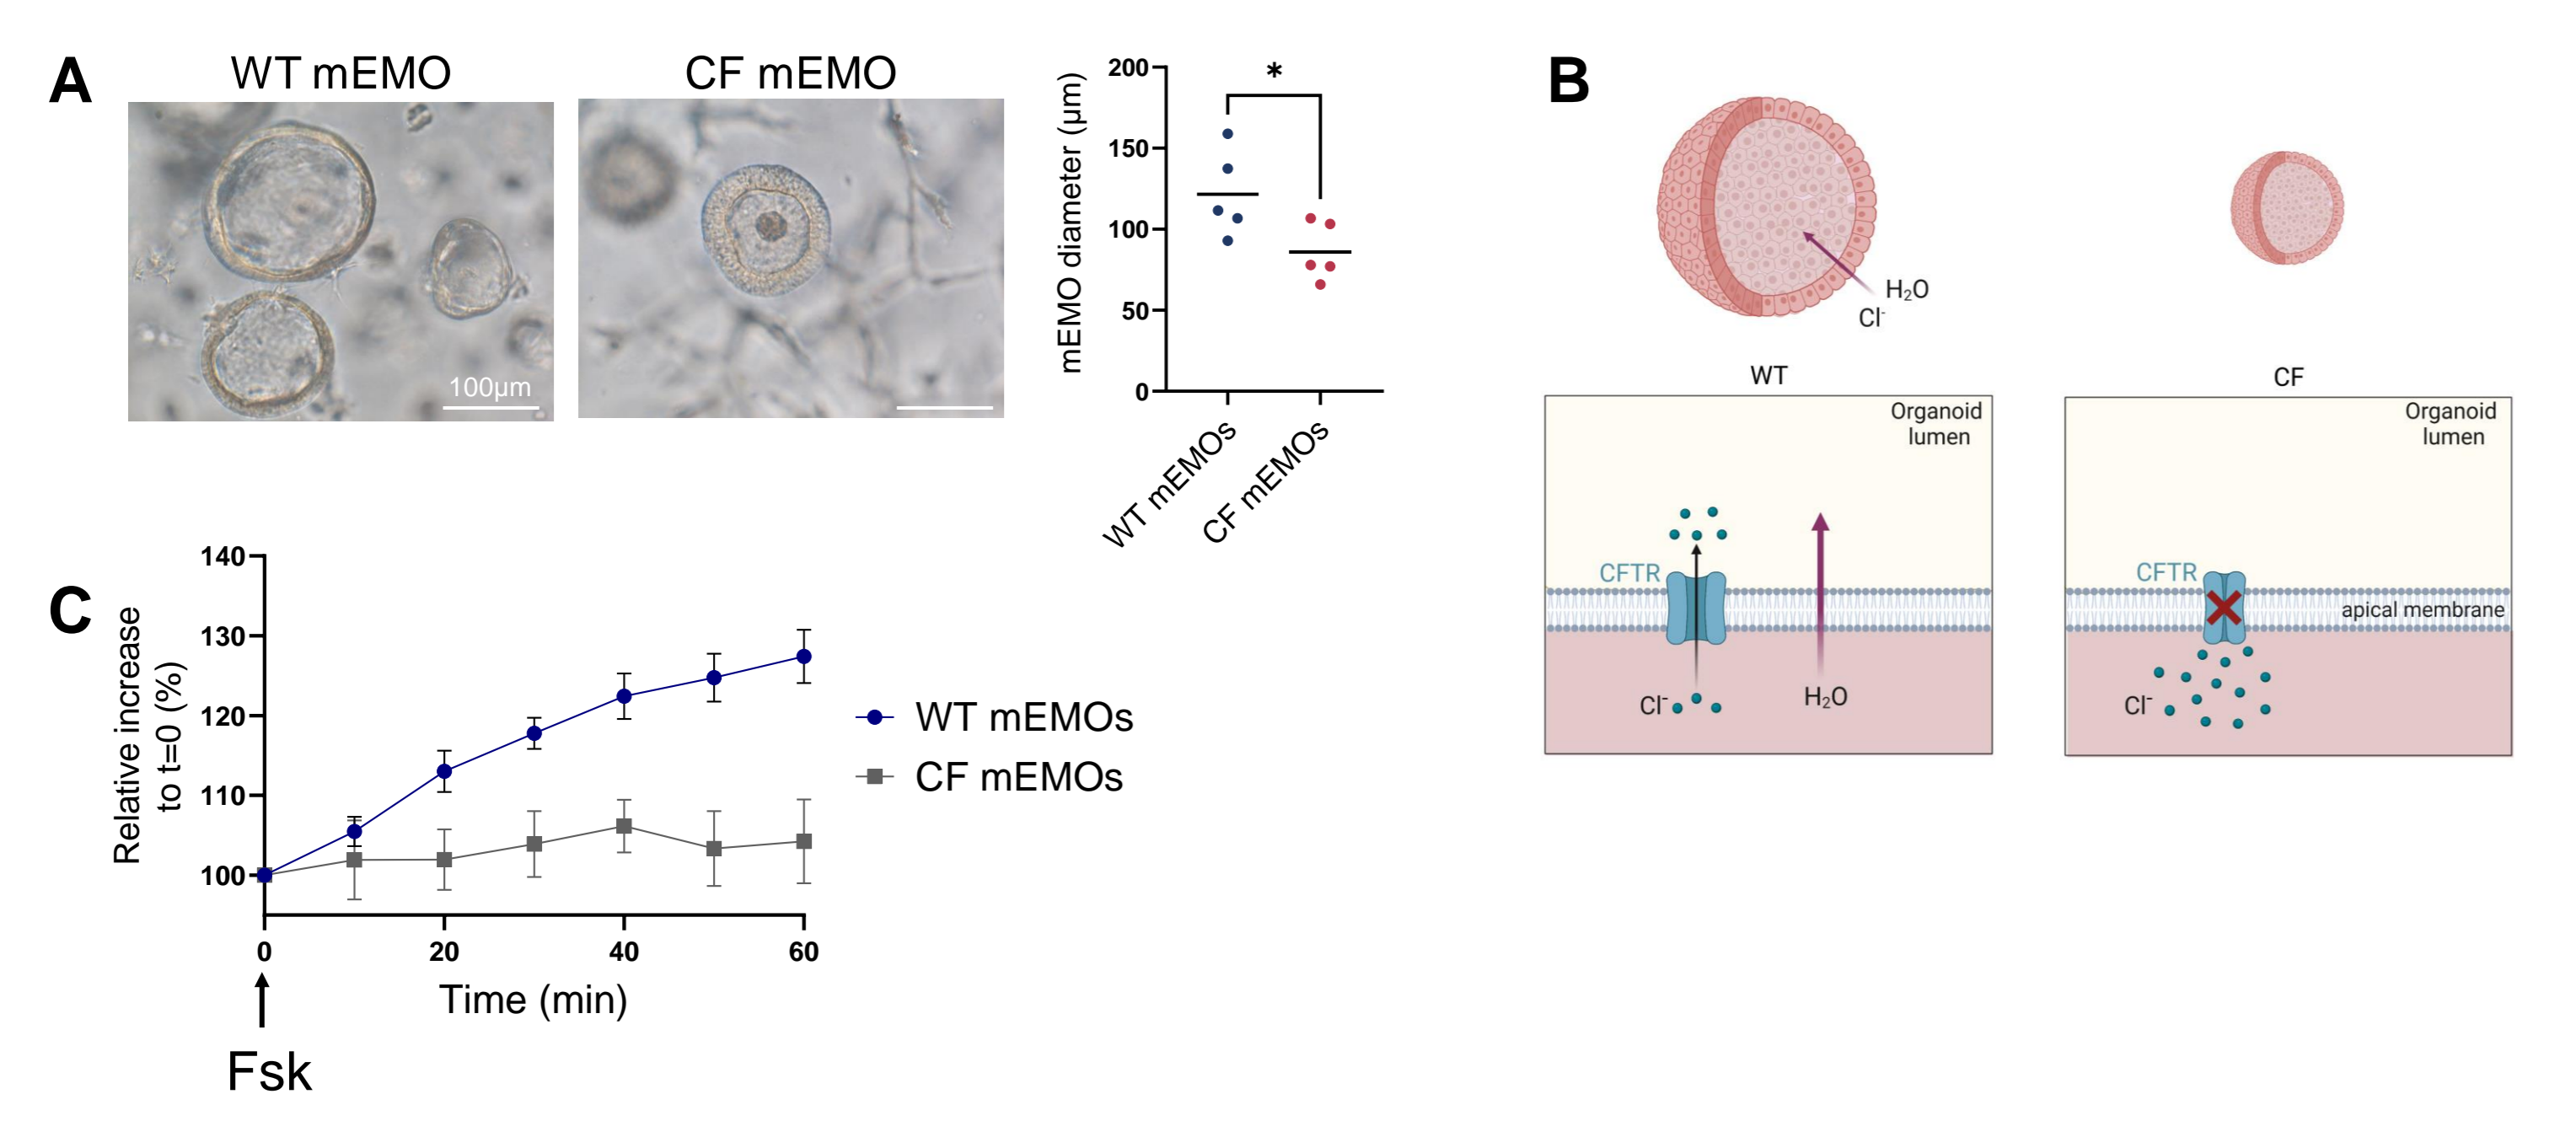 A
WT mEMO
CF mEMO
100µm
mEMO diameter (µm)
200
150
100
50
0
*
WT mEMOs
CF mEMOs
B
H₂O
Cl⁻
WT
CF
Organoid
lumen
CFTR
Cl⁻
H₂O
Organoid
lumen
CFTR
apical membrane
Cl⁻
C
Relative increase
to t=0 (%)
140
130
120
110
100
0
20
40
60
Time (min)
Fsk
WT mEMOs
CF mEMOs